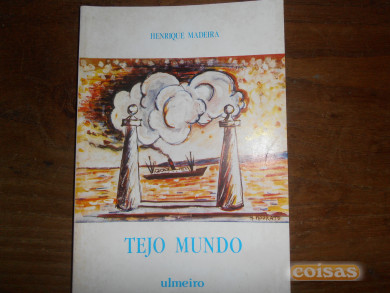 HENRIQUE MADEIRA
TEJO MUNDO
ulmeiro
coisas